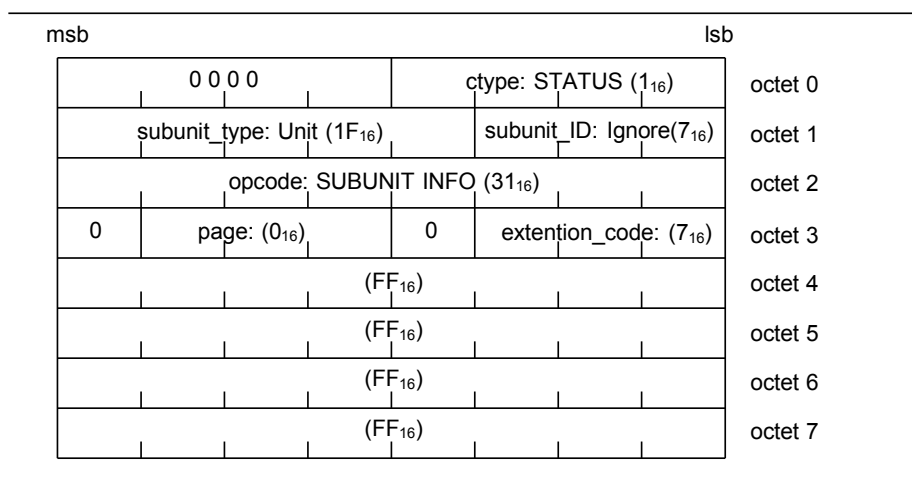 msb lsb
0 0 0 0 ctype: STATUS (1₁₆) octet 0
subunit_type: Unit (1F₁₆) subunit_ID: Ignore(7₁₆) octet 1
opcode: SUBUNIT INFO (31₁₆) octet 2
0 page: (0₁₆) 0 extention_code: (7₁₆) octet 3
(FF₁₆) octet 4
(FF₁₆) octet 5
(FF₁₆) octet 6
(FF₁₆) octet 7